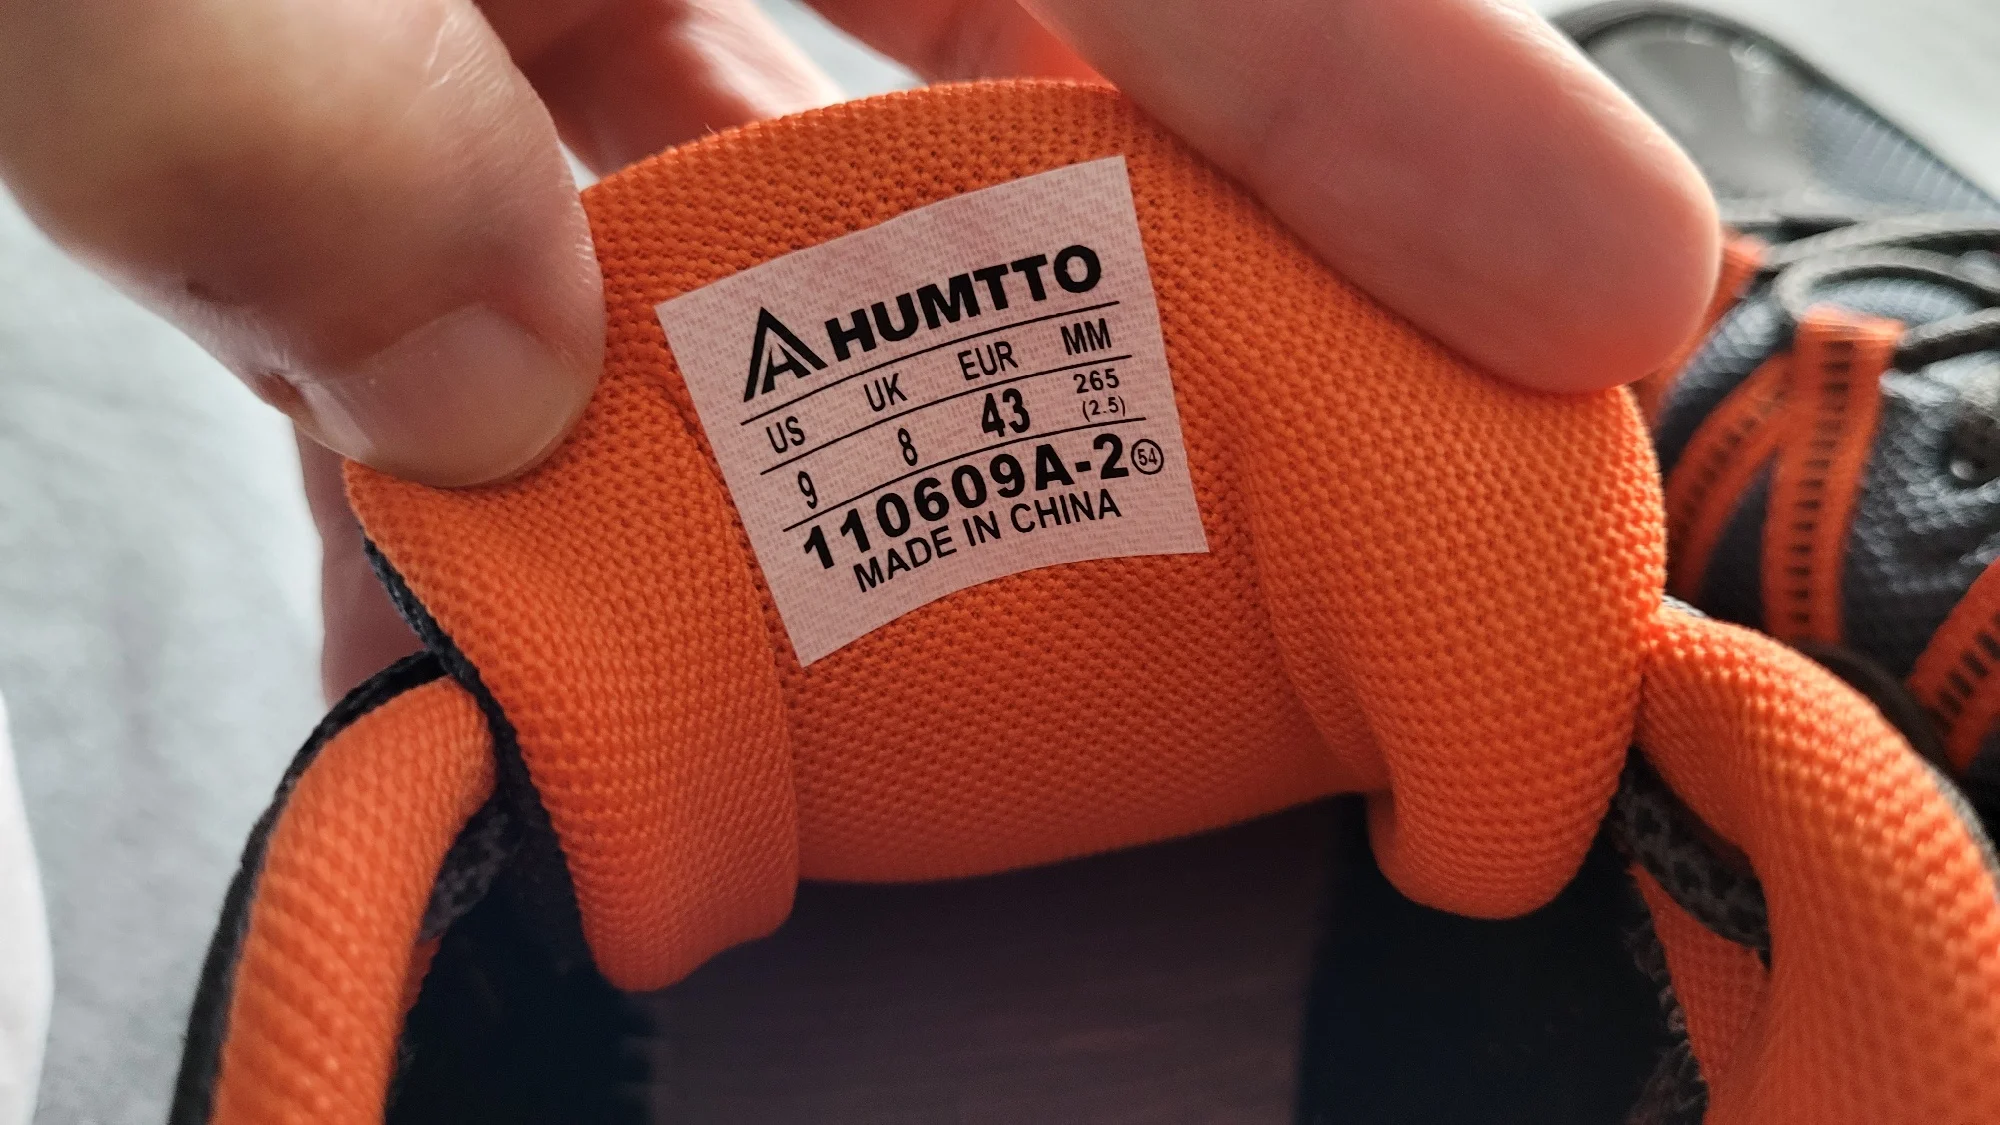 HUMTTO
US UK EUR MM
9 8 43 265 (2.5)
110609A-2 54
MADE IN CHINA